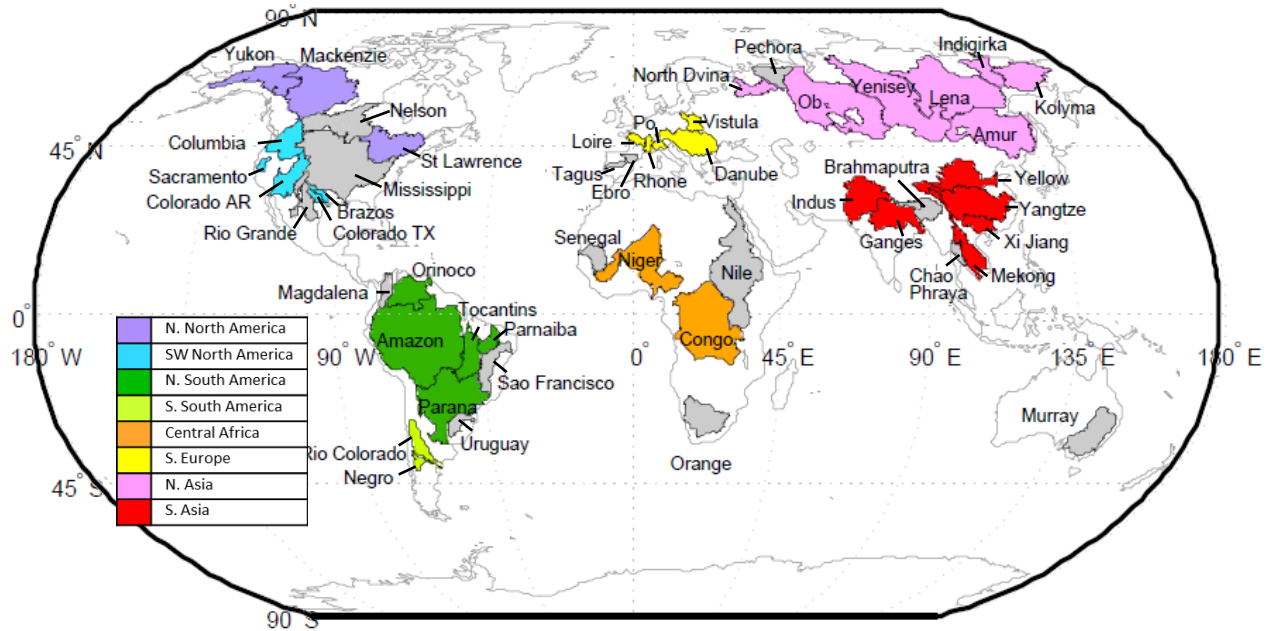 90° N
Yukon
Mackenzie
Pechora
Indigirka
North Dvina
Nelson
Ob
Yenisey
Lena
Kolyma
Columbia
Po
Vistula
Amur
45° N
Loire
St Lawrence
Sacramento
Mississippi
Tagus
Ebro
Rhone
Danube
Brahmaputra
Yellow
Colorado AR
Brazos
Indus
Yangtze
Rio Grande
Colorado TX
Senegal
Ganges
Xi Jiang
Niger
Nile
Chao
Phraya
Mekong
Orinoco
Magdalena
Tocantins
Parnaiba
0°
Amazon
Congo
180° W
90° W
0°
45° E
90° E
135° E
180° E
N. North America
SW North America
N. South America
S. South America
Central Africa
S. Europe
N. Asia
S. Asia
Sao Francisco
Parana
Uruguay
Murray
Rio Colorado
Negro
Orange
45° S
90° S